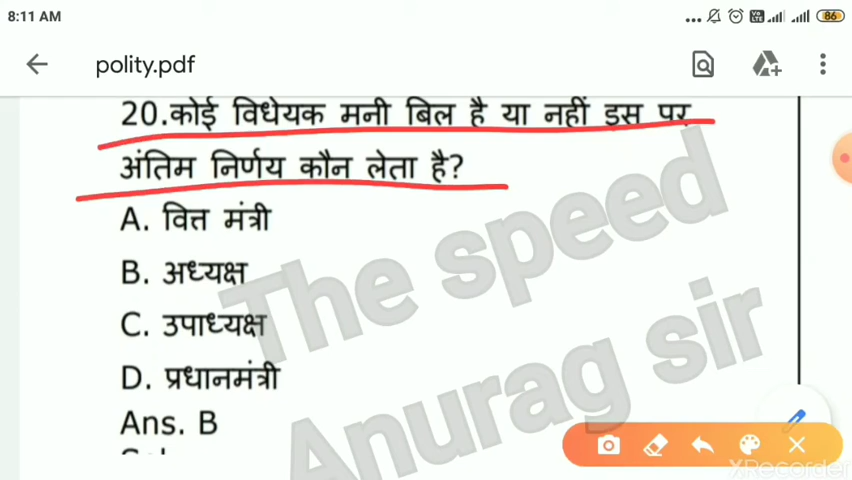 8:11 AM
86
polity.pdf
20.कोई विधेयक मनी बिल है या नहीं इस पर
अंतिम निर्णय कौन लेता है?
A. वित्त मंत्री
B. अध्यक्ष
C. उपाध्यक्ष
D. प्रधानमंत्री
Ans. B
The speed
Anurag sir
XRecorder